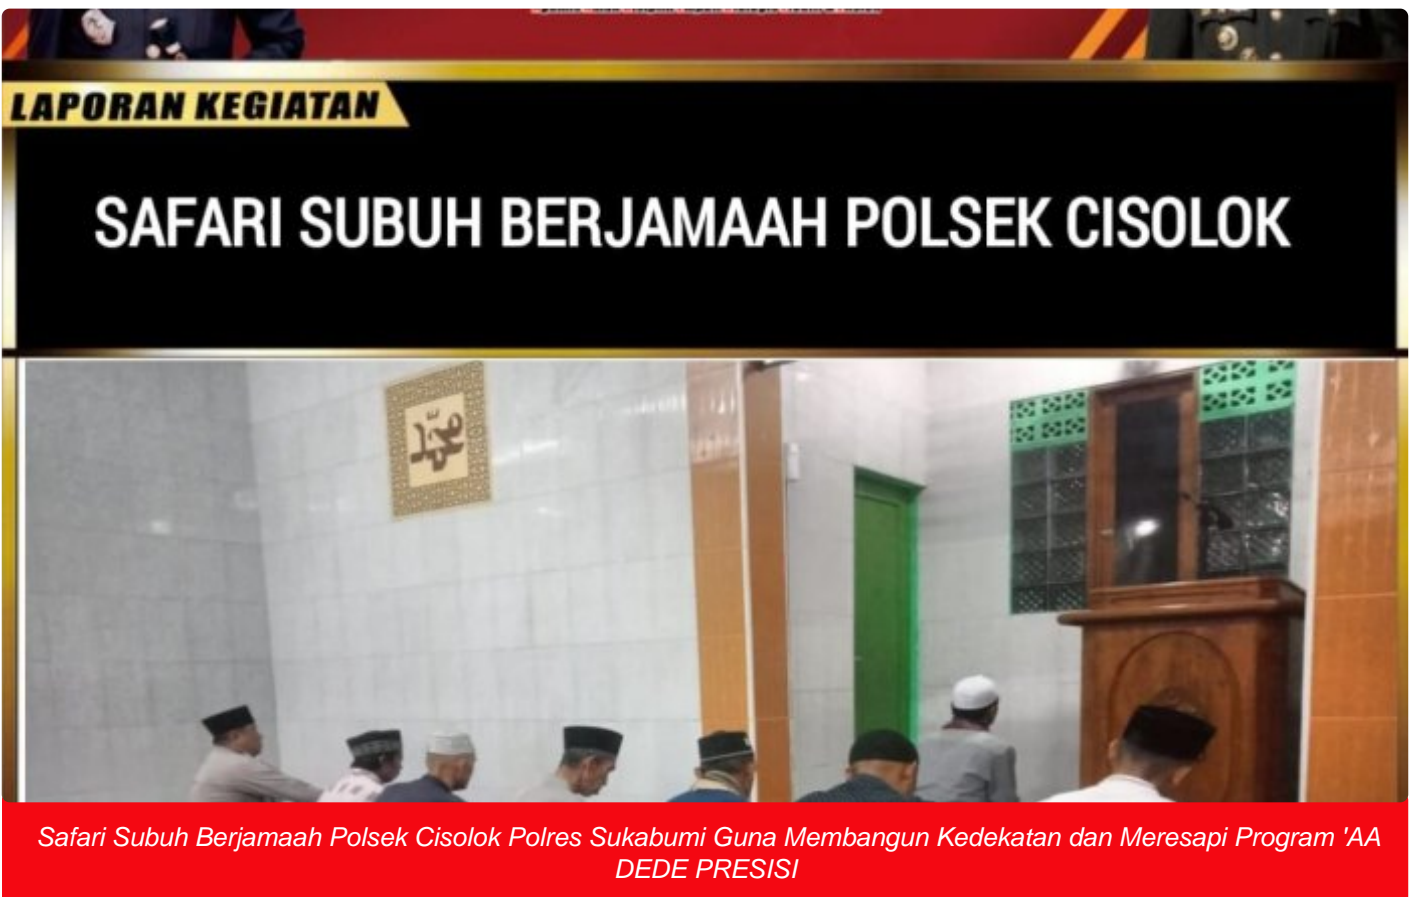 LAPORAN KEGIATAN
SAFARI SUBUH BERJAMAAH POLSEK CISOLOK
محمد
Safari Subuh Berjamaah Polsek Cisolok Polres Sukabumi Guna Membangun Kedekatan dan Meresapi Program 'AA
DEDE PRESISI